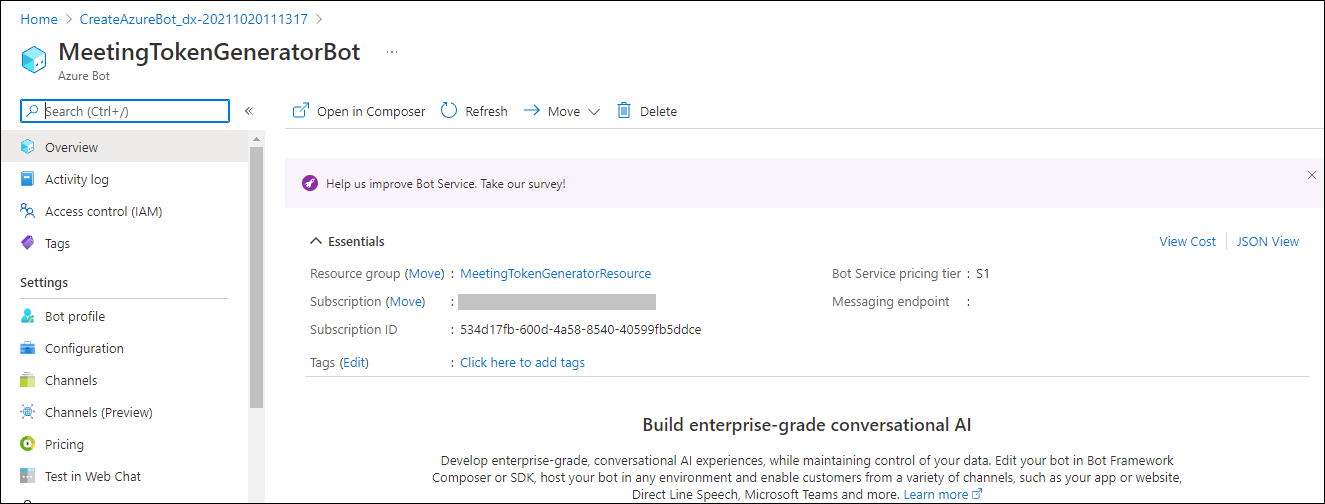 Home > CreateAzureBot_dx-20211020111317 >
MeetingTokenGeneratorBot ...
Azure Bot
Search (Ctrl+/) «
Open in Composer Refresh Move Delete
Overview
Activity log
Access control (IAM)
Tags
Settings
Bot profile
Configuration
Channels
Channels (Preview)
Pricing
Test in Web Chat
Help us improve Bot Service. Take our survey!
Essentials View Cost JSON View
Resource group (Move) : MeetingTokenGeneratorResource Bot Service pricing tier : S1
Subscription (Move) : Messaging endpoint :
Subscription ID : 534d17fb-600d-4a58-8540-40599fb5ddce
Tags (Edit) : Click here to add tags
Build enterprise-grade conversational AI
Develop enterprise-grade, conversational AI experiences, while maintaining control of your data. Edit your bot in Bot Framework
Composer or SDK, host your bot in any environment and enable customers from a variety of channels, such as your app or website,
Direct Line Speech, Microsoft Teams and more. Learn more